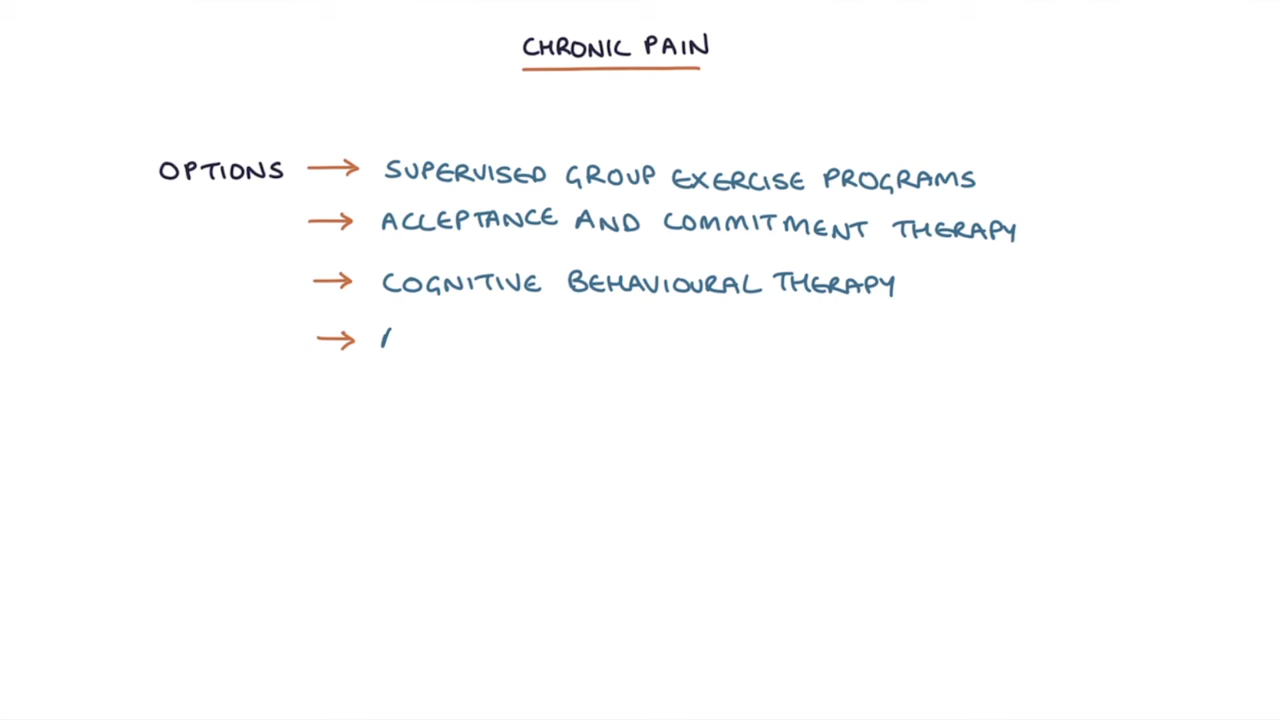 CHRONIC PAIN
OPTIONS → SUPERVISED GROUP EXERCISE PROGRAMS
→ ACCEPTANCE AND COMMITMENT THERAPY
→ COGNITIVE BEHAVIOURAL THERAPY
→